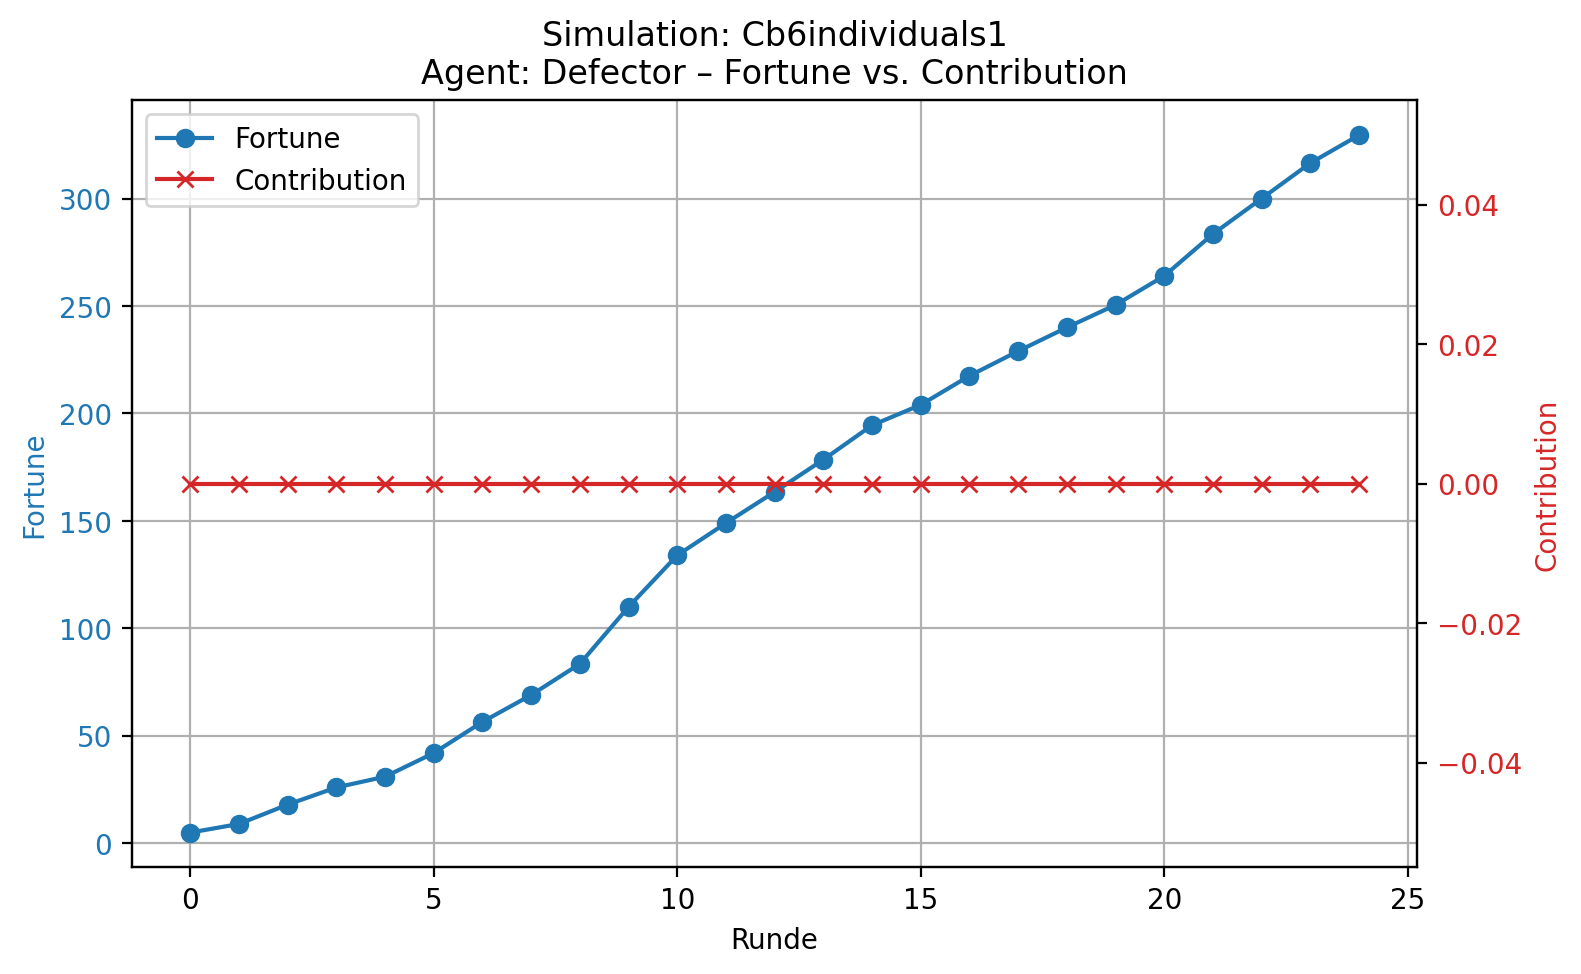 Simulation: Cb6individuals1
Agent: Defector – Fortune vs. Contribution
Fortune
Contribution
300
250
200
150
100
50
0
Fortune
0.04
0.02
0.00
−0.02
−0.04
Contribution
0 5 10 15 20 25
Runde